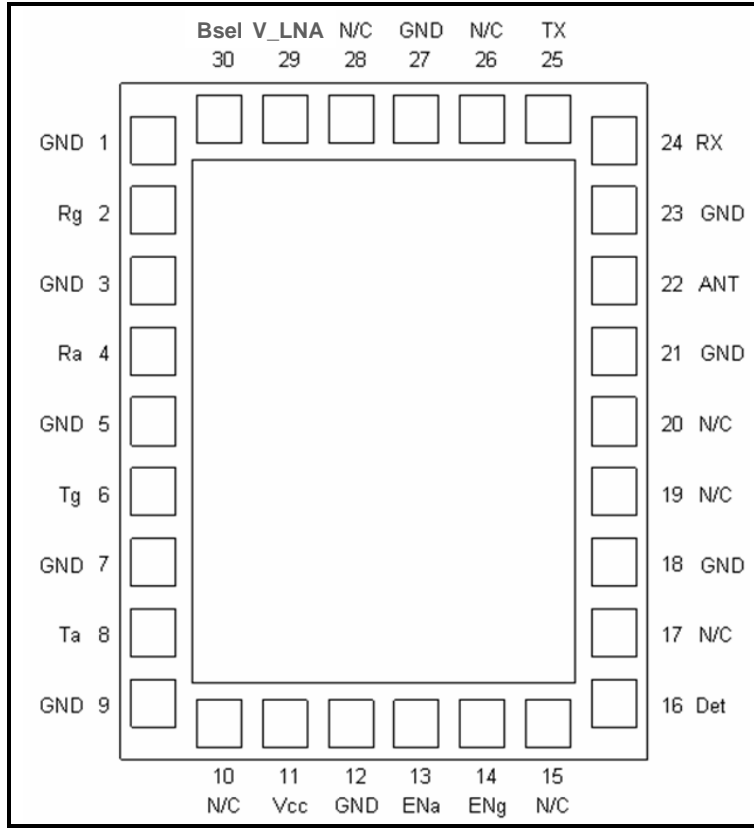 Bsel V_LNA N/C GND N/C TX
30 29 28 27 26 25
GND 1
24 RX
Rg 2
23 GND
GND 3
22 ANT
Ra 4
21 GND
GND 5
20 N/C
Tg 6
19 N/C
GND 7
18 GND
Ta 8
17 N/C
GND 9
16 Det
10 11 12 13 14 15
N/C Vcc GND ENa ENg N/C